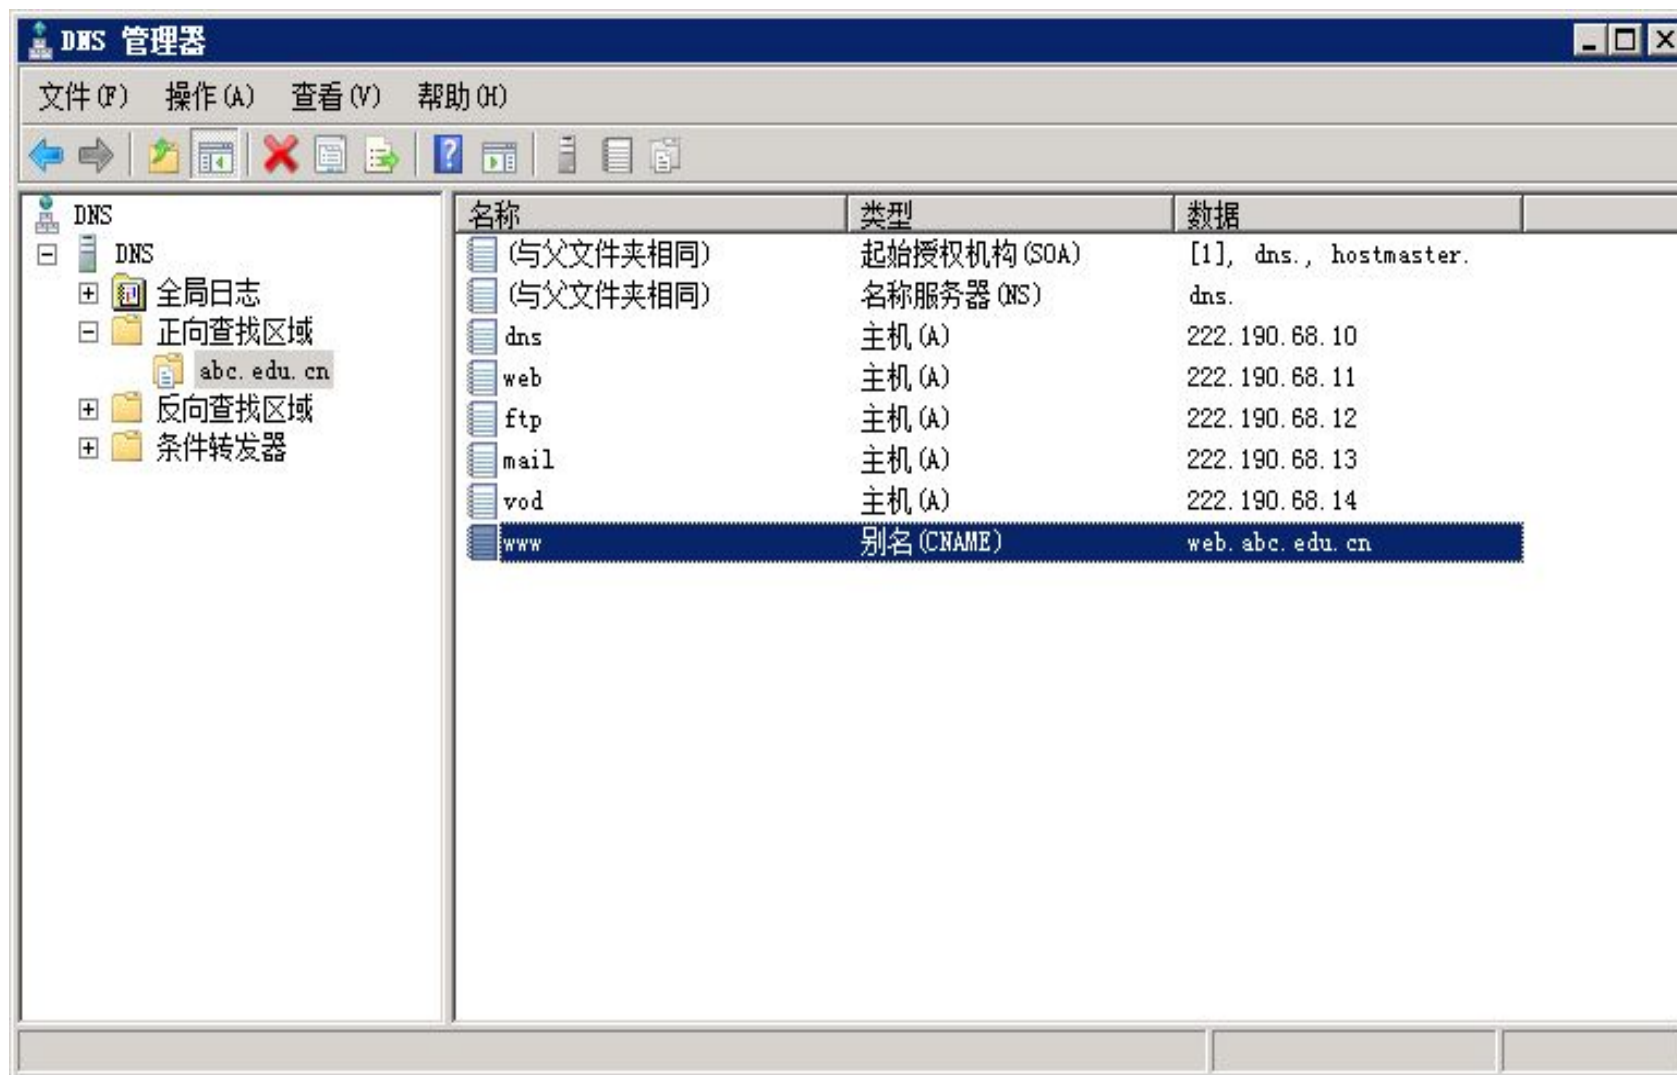 DNS 管理器
文件(F) 操作(A) 查看(V) 帮助(H)
DNS
DNS
全局日志
正向查找区域
abc.edu.cn
反向查找区域
条件转发器
名称 类型 数据
(与父文件夹相同) 起始授权机构(SOA) [1], dns., hostmaster.
(与父文件夹相同) 名称服务器(NS) dns.
dns 主机(A) 222.190.68.10
web 主机(A) 222.190.68.11
ftp 主机(A) 222.190.68.12
mail 主机(A) 222.190.68.13
vod 主机(A) 222.190.68.14
www 别名(CNAME) web.abc.edu.cn